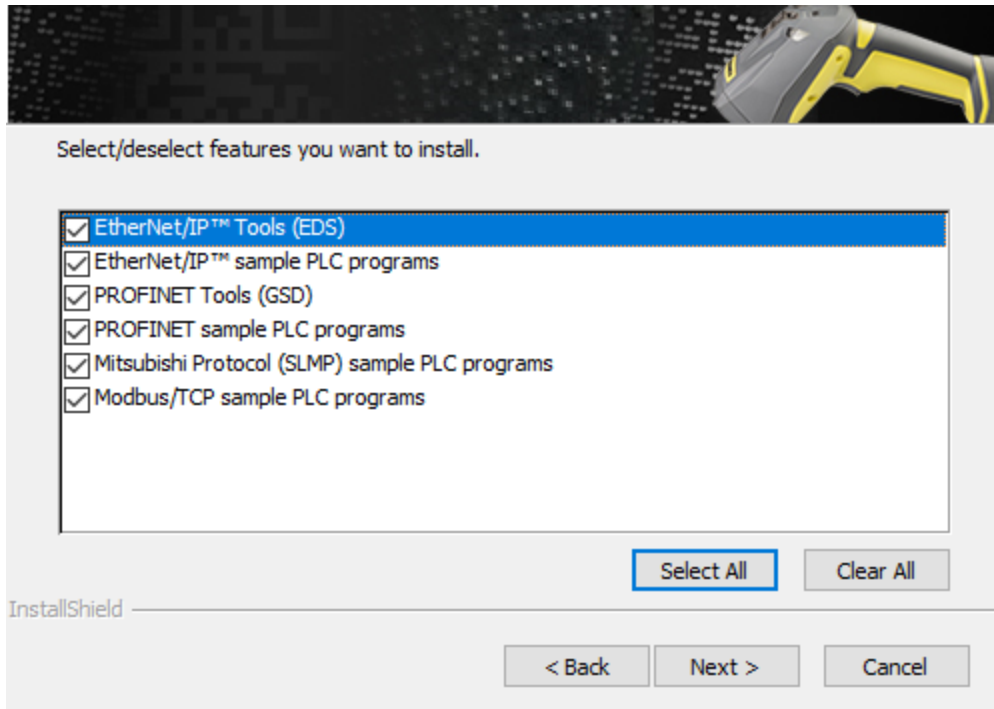 Select/deselect features you want to install.
EtherNet/IP™ Tools (EDS)
EtherNet/IP™ sample PLC programs
PROFINET Tools (GSD)
PROFINET sample PLC programs
Mitsubishi Protocol (SLMP) sample PLC programs
Modbus/TCP sample PLC programs
Select All Clear All
InstallShield
< Back Next > Cancel